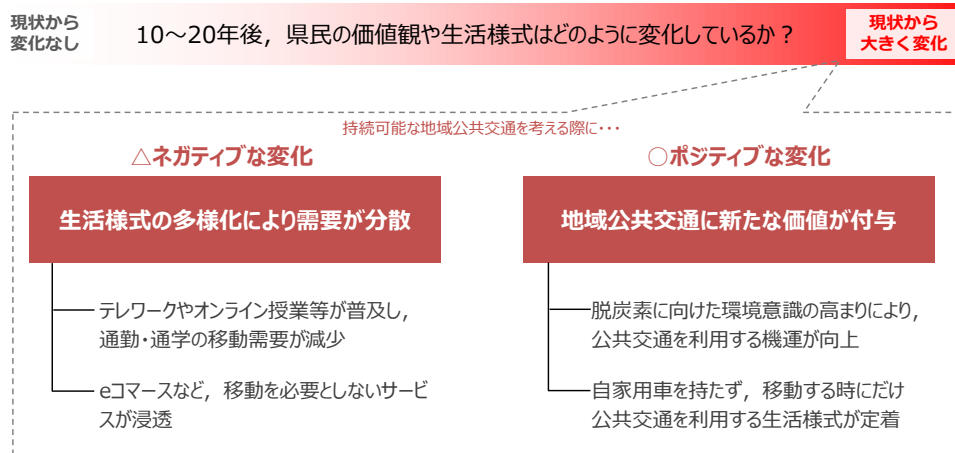 現状から
変化なし
10～20年後，県民の価値観や生活様式はどのように変化しているか？
現状から
大きく変化
持続可能な地域公共交通を考える際に・・・
△ネガティブな変化
生活様式の多様化により需要が分散
テレワークやオンライン授業等が普及し，
通勤・通学の移動需要が減少
eコマースなど，移動を必要としないサービ
スが浸透
○ポジティブな変化
地域公共交通に新たな価値が付与
脱炭素に向けた環境意識の高まりにより，
公共交通を利用する機運が向上
自家用車を持たず，移動する時にだけ
公共交通を利用する生活様式が定着